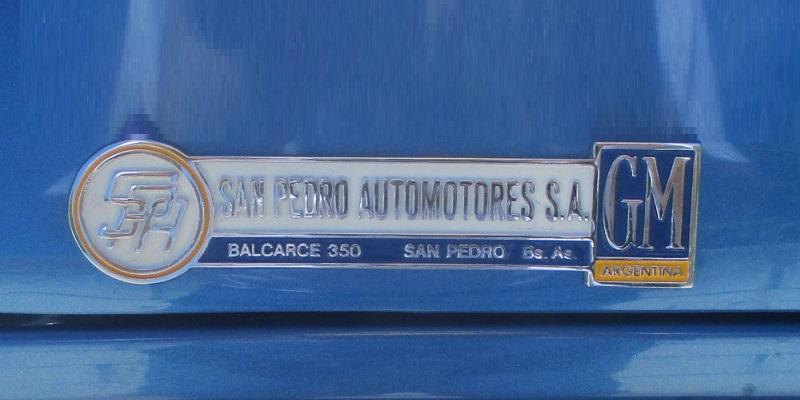 SPA
SAN PEDRO AUTOMOTORES S.A.
BALCARCE 350 SAN PEDRO Bs. As.
GM
ARGENTINA